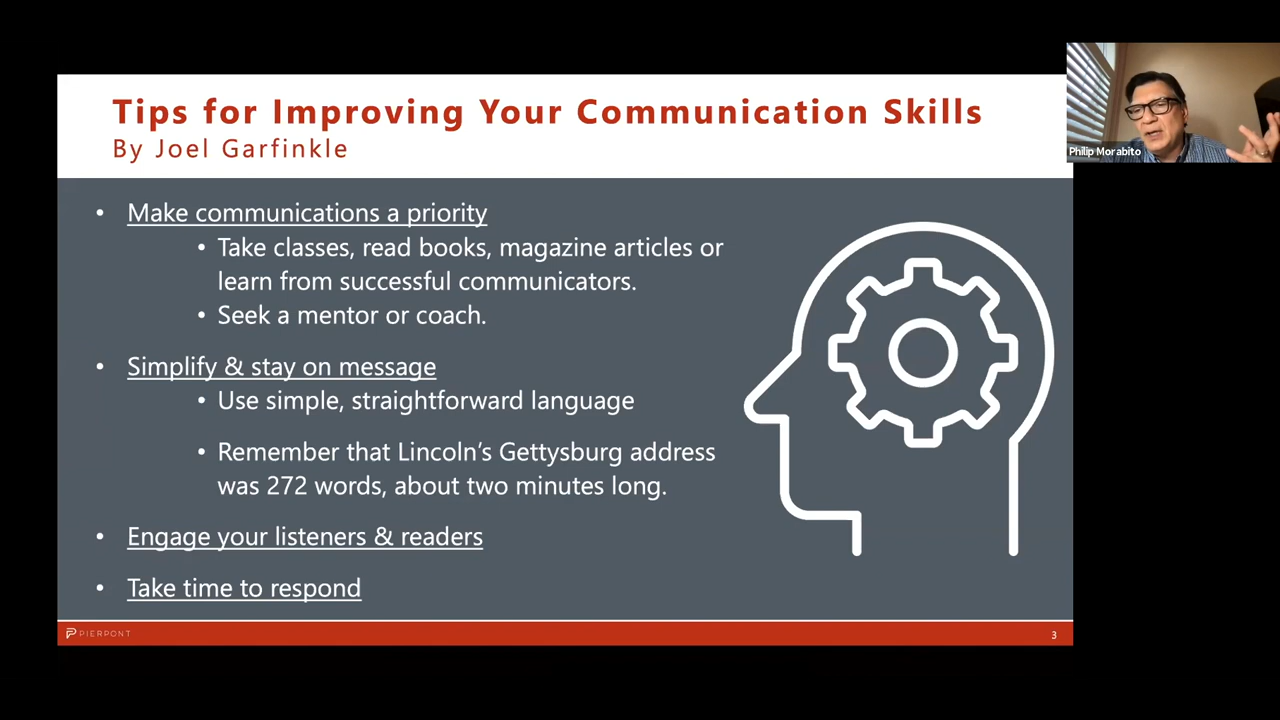 Tips for Improving Your Communication Skills
By Joel Garfinkle
Philip Morabito
• Make communications a priority
• Take classes, read books, magazine articles or
learn from successful communicators.
• Seek a mentor or coach.
• Simplify & stay on message
• Use simple, straightforward language
• Remember that Lincoln’s Gettysburg address
was 272 words, about two minutes long.
• Engage your listeners & readers
• Take time to respond
PIERPONT
3